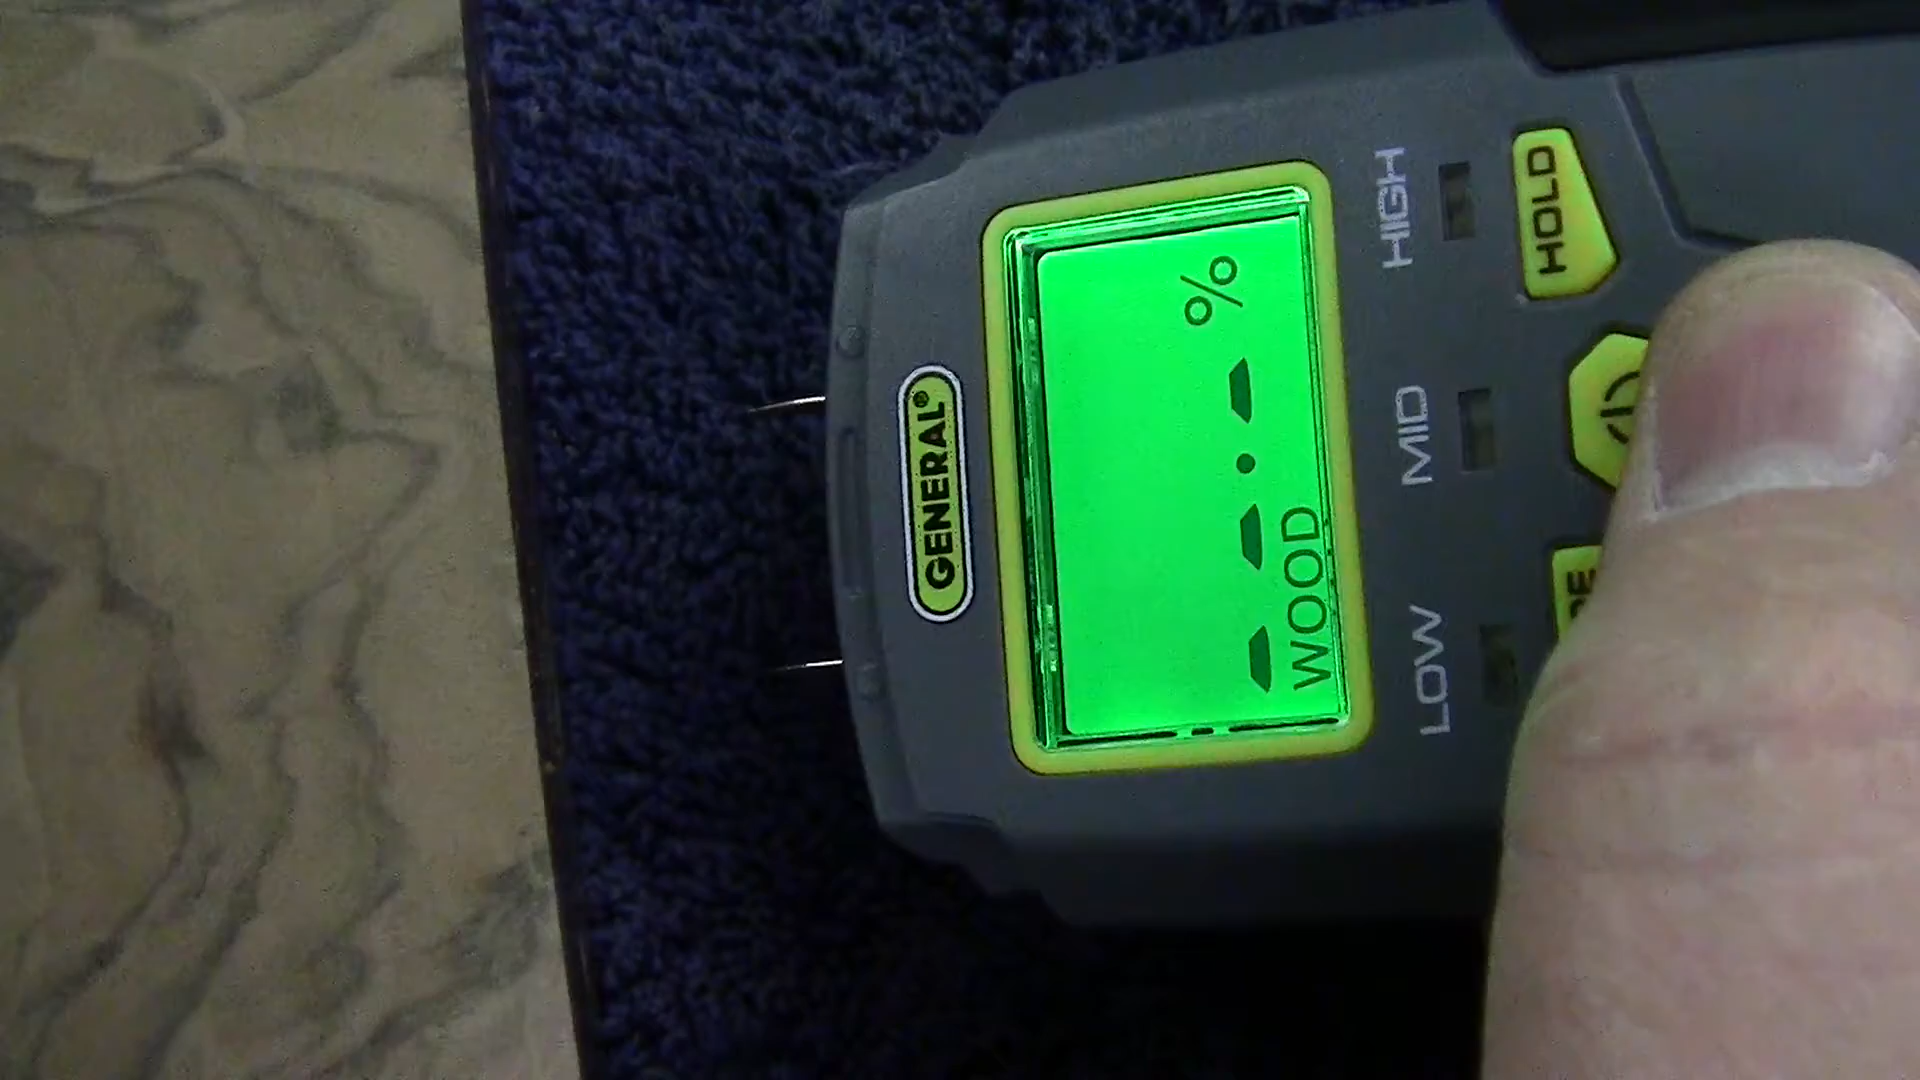 GENERAL®
--.- %
WOOD
LOW MID HIGH
HOLD